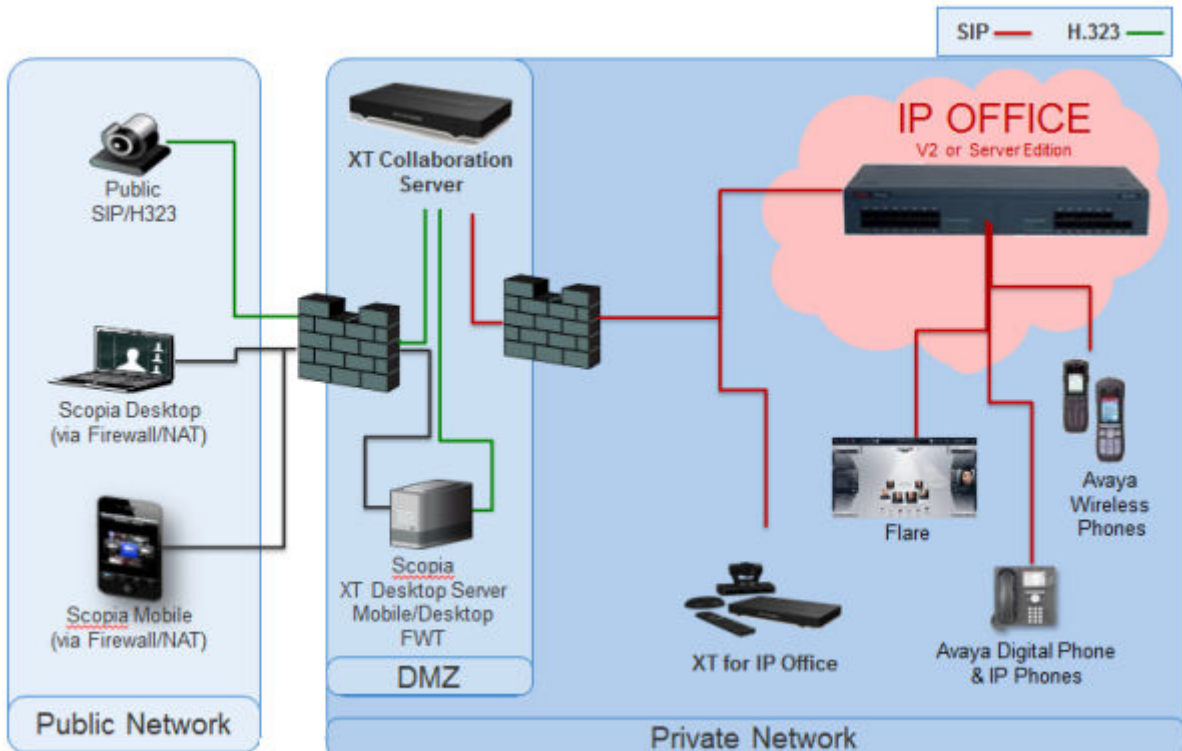 SIP
H.323
Public
SIP/H323
Scopia Desktop
(via Firewall/NAT)
Scopia Mobile
(via Firewall/NAT)
Public Network
XT Collaboration
Server
Scopia
XT Desktop Server
Mobile/Desktop
FWT
DMZ
IP OFFICE
V2 or Server Edition
Flare
Avaya
Wireless
Phones
XT for IP Office
Avaya Digital Phone
& IP Phones
Private Network